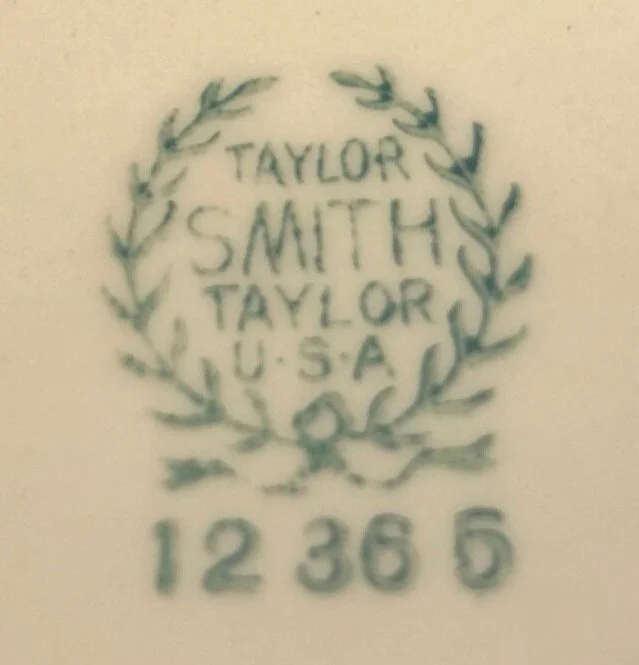 TAYLOR
SMITH
TAYLOR
U·S·A
12 36 5